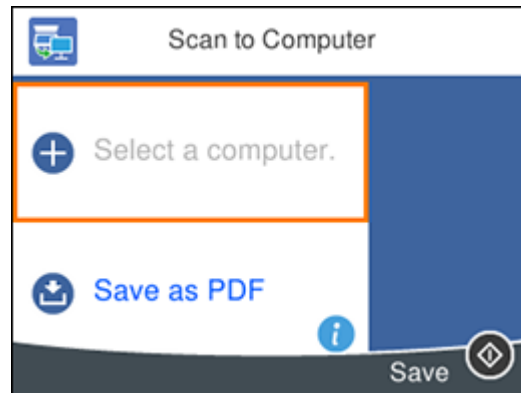 Scan to Computer
Select a computer.
Save as PDF
i
Save